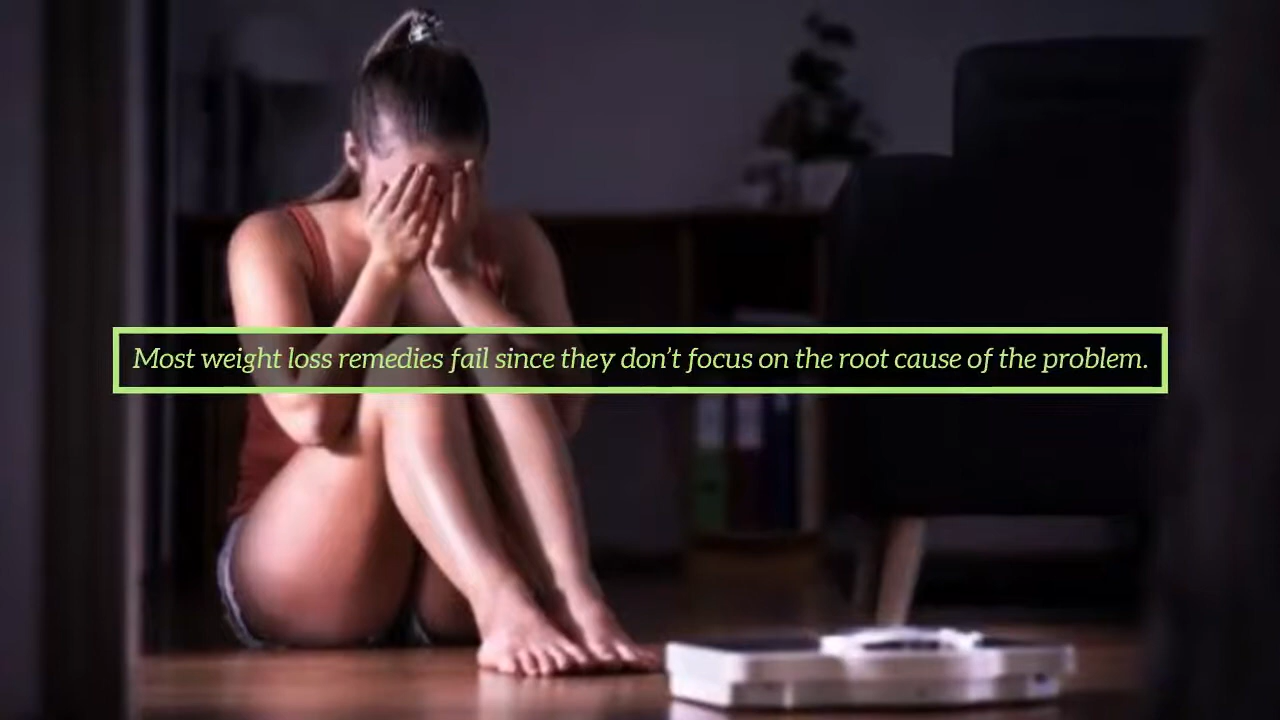 Most weight loss remedies fail since they don’t focus on the root cause of the problem.